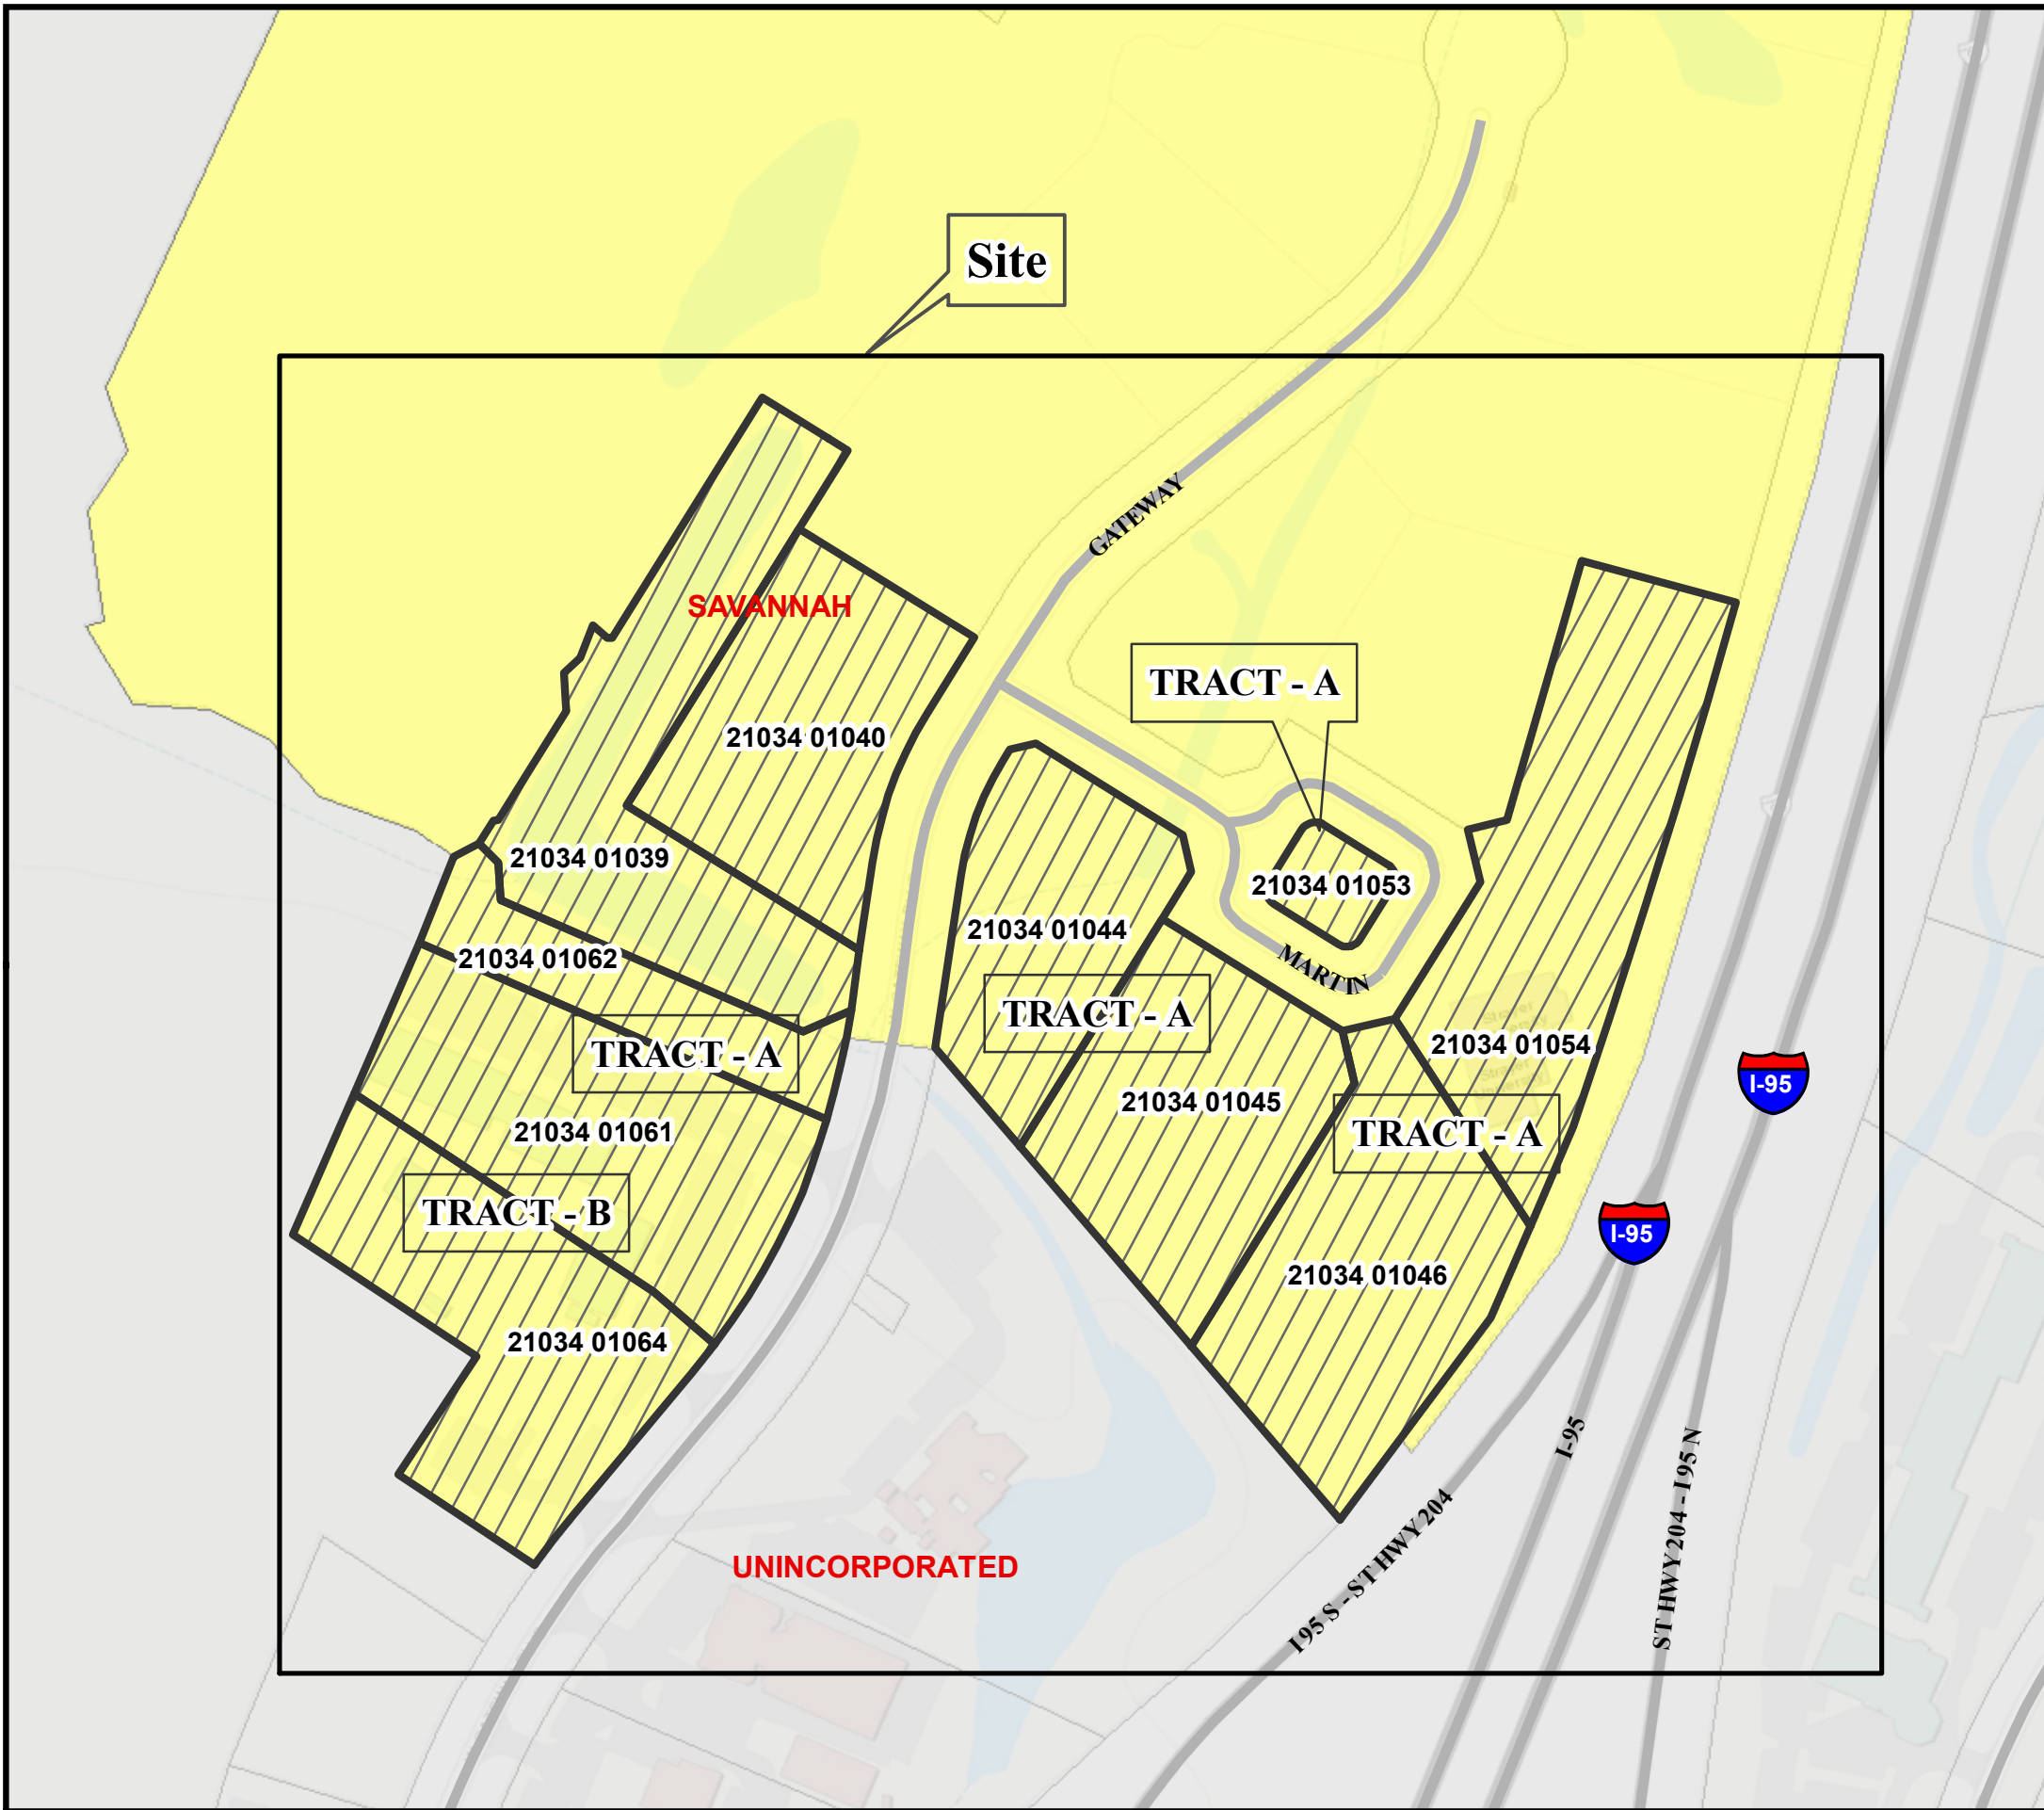 Site
GATEWAY
SAVANNAH
TRACT - A
21034 01040
21034 01039
21034 01053
21034 01044
21034 01062
MARTIN
TRACT - A
21034 01054
TRACT - A
I-95
21034 01045
21034 01061
TRACT - A
TRACT - B
I-95
21034 01046
21034 01064
I-95
I 95 S - ST HWY 204
ST HWY 204 - I 95 N
UNINCORPORATED
Strayer
University